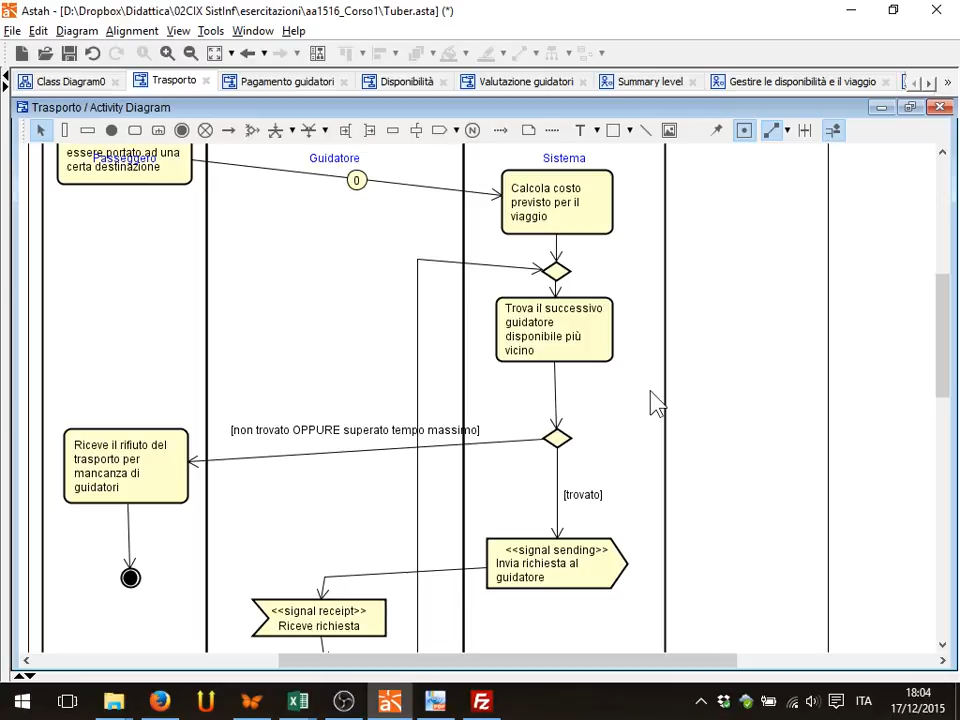 Astah - [D:\Dropbox\Didattica\02CIX SistInf\esercitazioni\aa1516_Corso1\Tuber.asta] (*)
File Edit Diagram Alignment View Tools Window Help
Class Diagram0 Trasporto Pagamento guidatori Disponibilità Valutazione guidatori Summary level Gestire le disponibilità e il viaggio
Trasporto / Activity Diagram
Passeggero Guidatore Sistema
essere portato ad una
certa destinazione
0
Calcola costo
previsto per il
viaggio
Trova il successivo
guidatore
disponibile più
vicino
[non trovato OPPURE superato tempo massimo]
Riceve il rifiuto del
trasporto per
mancanza di
guidatori
[trovato]
<<signal sending>>
Invia richiesta al
guidatore
<<signal receipt>>
Riceve richiesta
ITA
18:04
17/12/2015